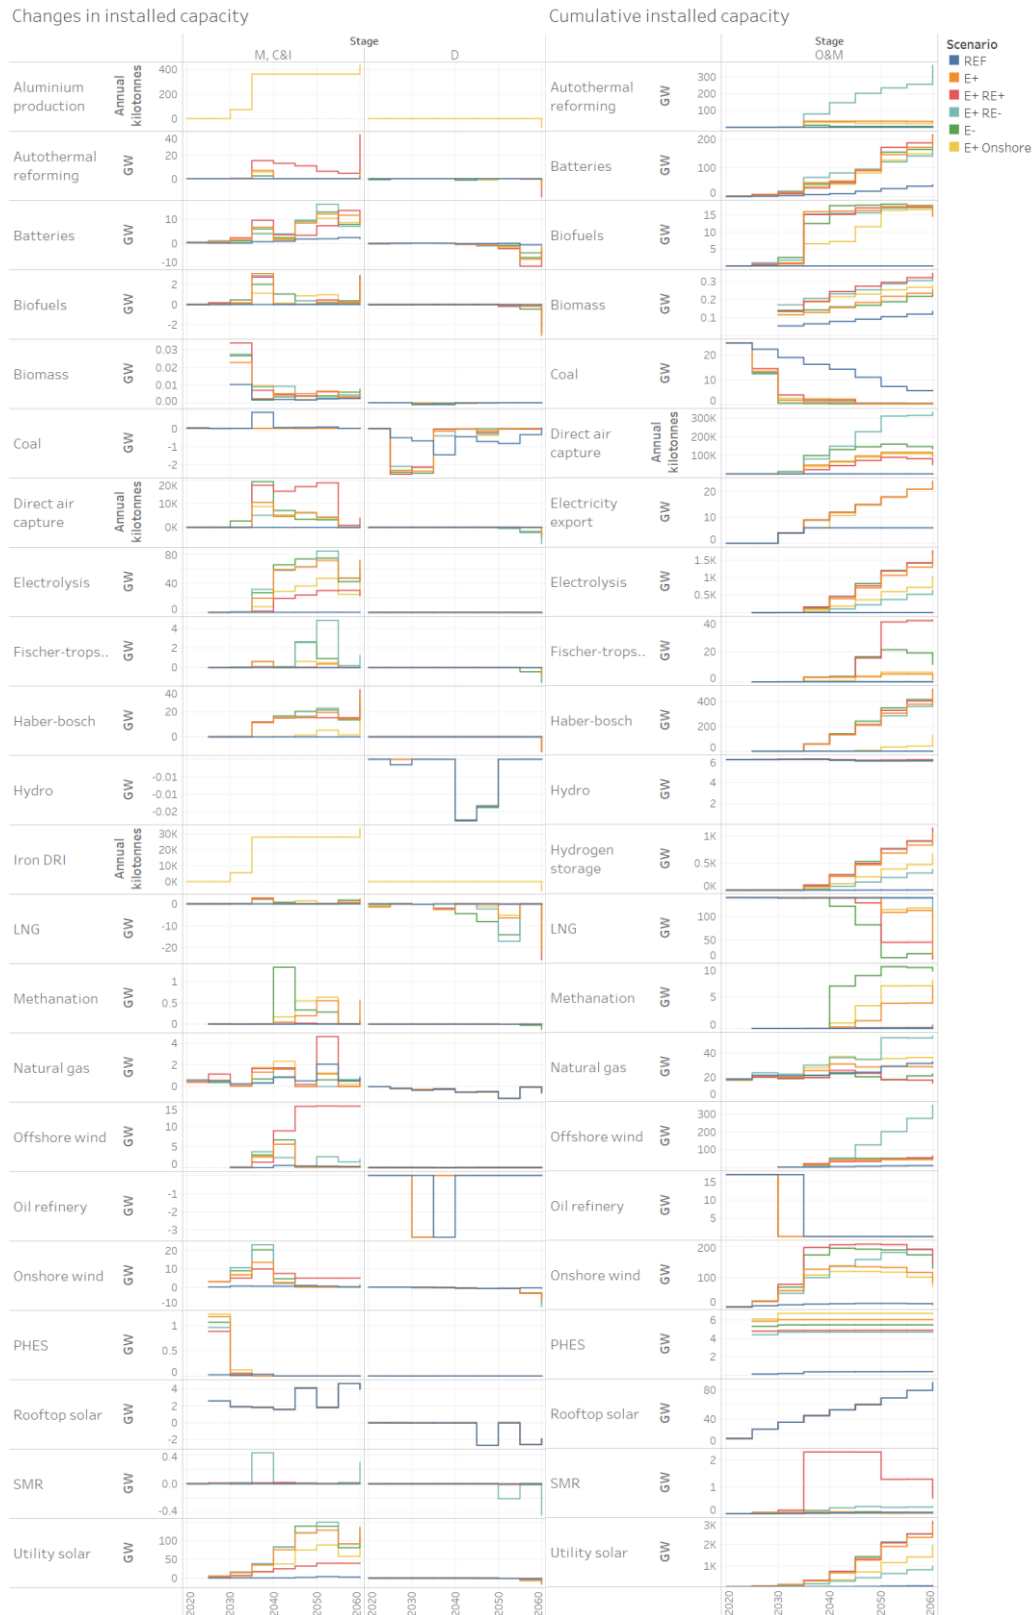 Changes in installed capacity
Cumulative installed capacity
Stage
M, C&I
D
Stage
O&M
Scenario
REF
E+
E+ RE+
E+ RE-
E-
E+ Onshore
Aluminium production
Annual kilotonnes
400
200
0
Autothermal reforming
GW
300
200
100
Autothermal reforming
GW
40
20
0
Batteries
GW
200
100
0
Batteries
GW
10
0
-10
Biofuels
GW
15
10
5
Biofuels
GW
2
0
-2
Biomass
GW
0.3
0.2
0.1
Biomass
GW
0.03
0.02
0.01
0.00
Coal
GW
20
10
0
Coal
GW
0
-1
-2
Direct air capture
Annual kilotonnes
300K
200K
100K
Direct air capture
Annual kilotonnes
20K
10K
0K
Electricity export
GW
20
10
0
Electrolysis
GW
80
40
0
Electrolysis
GW
1.5K
1K
0.5K
Fischer-trops..
GW
4
2
0
Fischer-trops..
GW
40
20
0
Haber-bosch
GW
40
20
0
Haber-bosch
GW
400
200
0
Hydro
GW
-0.01
-0.01
-0.02
Hydro
GW
6
4
2
Iron DRI
Annual kilotonnes
30K
20K
10K
0K
Hydrogen storage
GW
1K
0.5K
0K
LNG
GW
0
-10
-20
LNG
GW
100
50
0
Methanation
GW
1
0.5
0
Methanation
GW
10
5
0
Natural gas
GW
4
2
0
Natural gas
GW
40
20
0
Offshore wind
GW
15
10
5
0
Offshore wind
GW
300
200
100
Oil refinery
GW
-1
-2
-3
Oil refinery
GW
15
10
5
Onshore wind
GW
20
10
0
-10
Onshore wind
GW
200
100
0
PHES
GW
1
0.5
0
PHES
GW
6
4
2
Rooftop solar
GW
4
2
0
-2
Rooftop solar
GW
80
40
0
SMR
GW
0.4
0.0
-0.4
SMR
GW
2
1
0
Utility solar
GW
100
50
0
Utility solar
GW
3K
2K
1K
2020
2030
2040
2050
2060
2020
2030
2040
2050
2060
2020
2030
2040
2050
2060